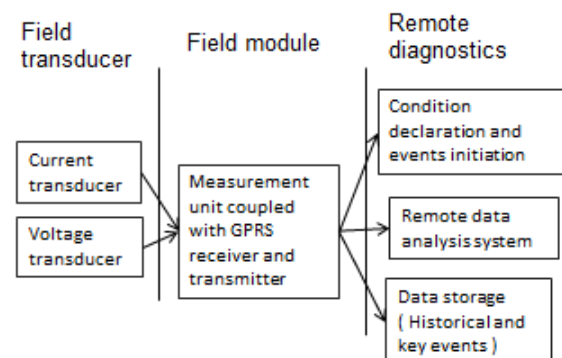 Field
transducer
Field module
Remote
diagnostics
Current
transducer
Voltage
transducer
Measurement
unit coupled
with GPRS
receiver and
transmitter
Condition
declaration and
events initiation
Remote data
analysis system
Data storage
( Historical and
key events )